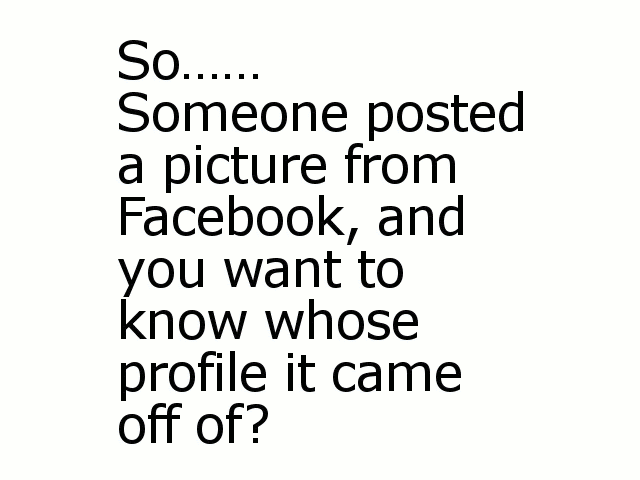 So......
Someone posted
a picture from
Facebook, and
you want to
know whose
profile it came
off of?